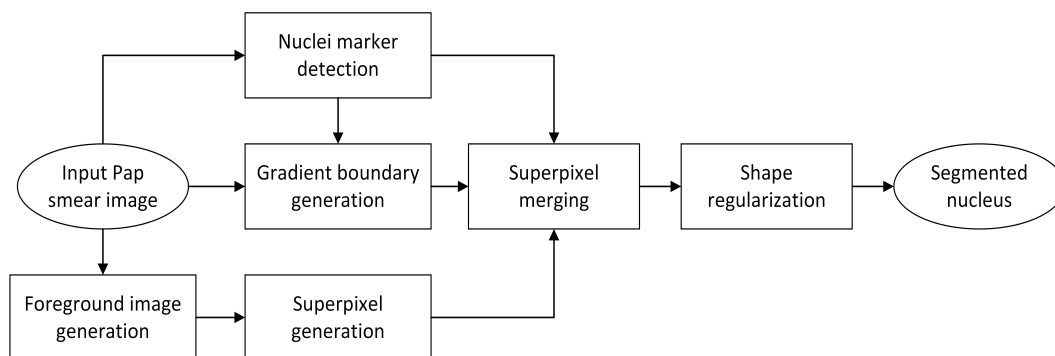 Nuclei marker
detection
Input Pap
smear image
Gradient boundary
generation
Superpixel
merging
Shape
regularization
Segmented
nucleus
Foreground image
generation
Superpixel
generation